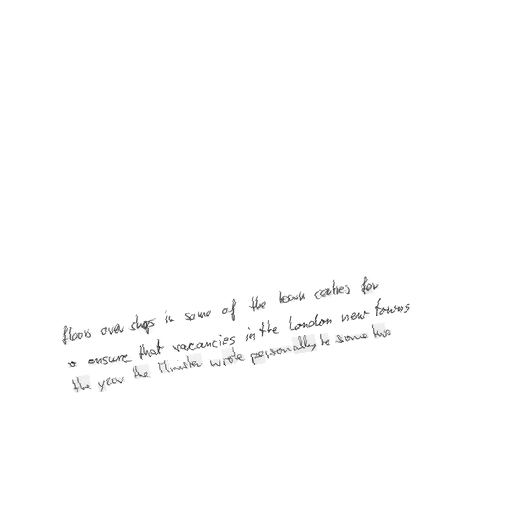 floors over shops in some of the town centres for
to ensure that vacancies in the London new towns
the year the Minister wrote personally to some two